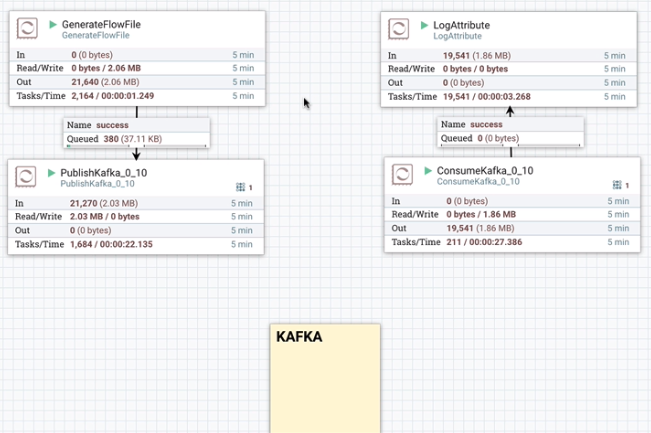 GenerateFlowFile
GenerateFlowFile
In 0 (0 bytes) 5 min
Read/Write 0 bytes / 2.06 MB 5 min
Out 21,640 (2.06 MB) 5 min
Tasks/Time 2,164 / 00:00:01.249 5 min
Name success
Queued 380 (37.11 KB)
PublishKafka_0_10
PublishKafka_0_10
1
In 21,270 (2.03 MB) 5 min
Read/Write 2.03 MB / 0 bytes 5 min
Out 0 (0 bytes) 5 min
Tasks/Time 1,684 / 00:00:22.135 5 min
LogAttribute
LogAttribute
In 19,541 (1.86 MB) 5 min
Read/Write 0 bytes / 0 bytes 5 min
Out 0 (0 bytes) 5 min
Tasks/Time 19,541 / 00:00:03.268 5 min
Name success
Queued 0 (0 bytes)
ConsumeKafka_0_10
ConsumeKafka_0_10
1
In 0 (0 bytes) 5 min
Read/Write 0 bytes / 1.86 MB 5 min
Out 19,541 (1.86 MB) 5 min
Tasks/Time 211 / 00:00:27.386 5 min
KAFKA